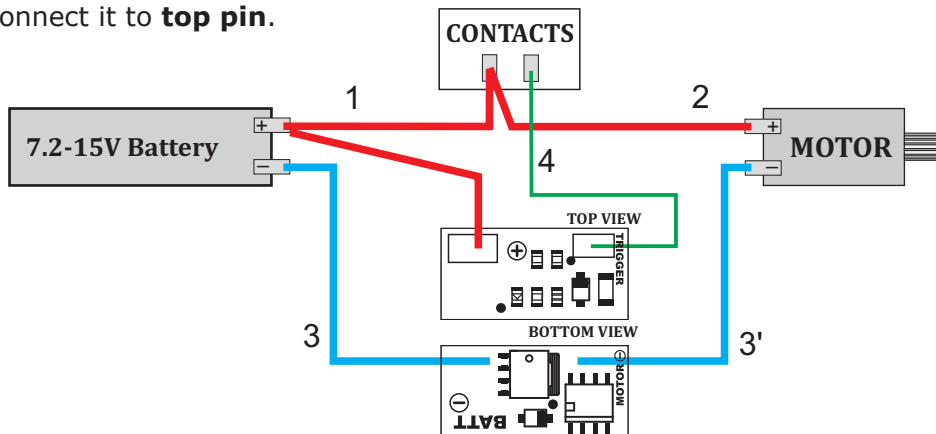 onnect it to top pin.
CONTACTS
1
2
7.2-15V Battery
+
−
+
−
MOTOR
4
TOP VIEW
+
TRIGGER
BOTTOM VIEW
3
3'
MOTOR −
−
BATT